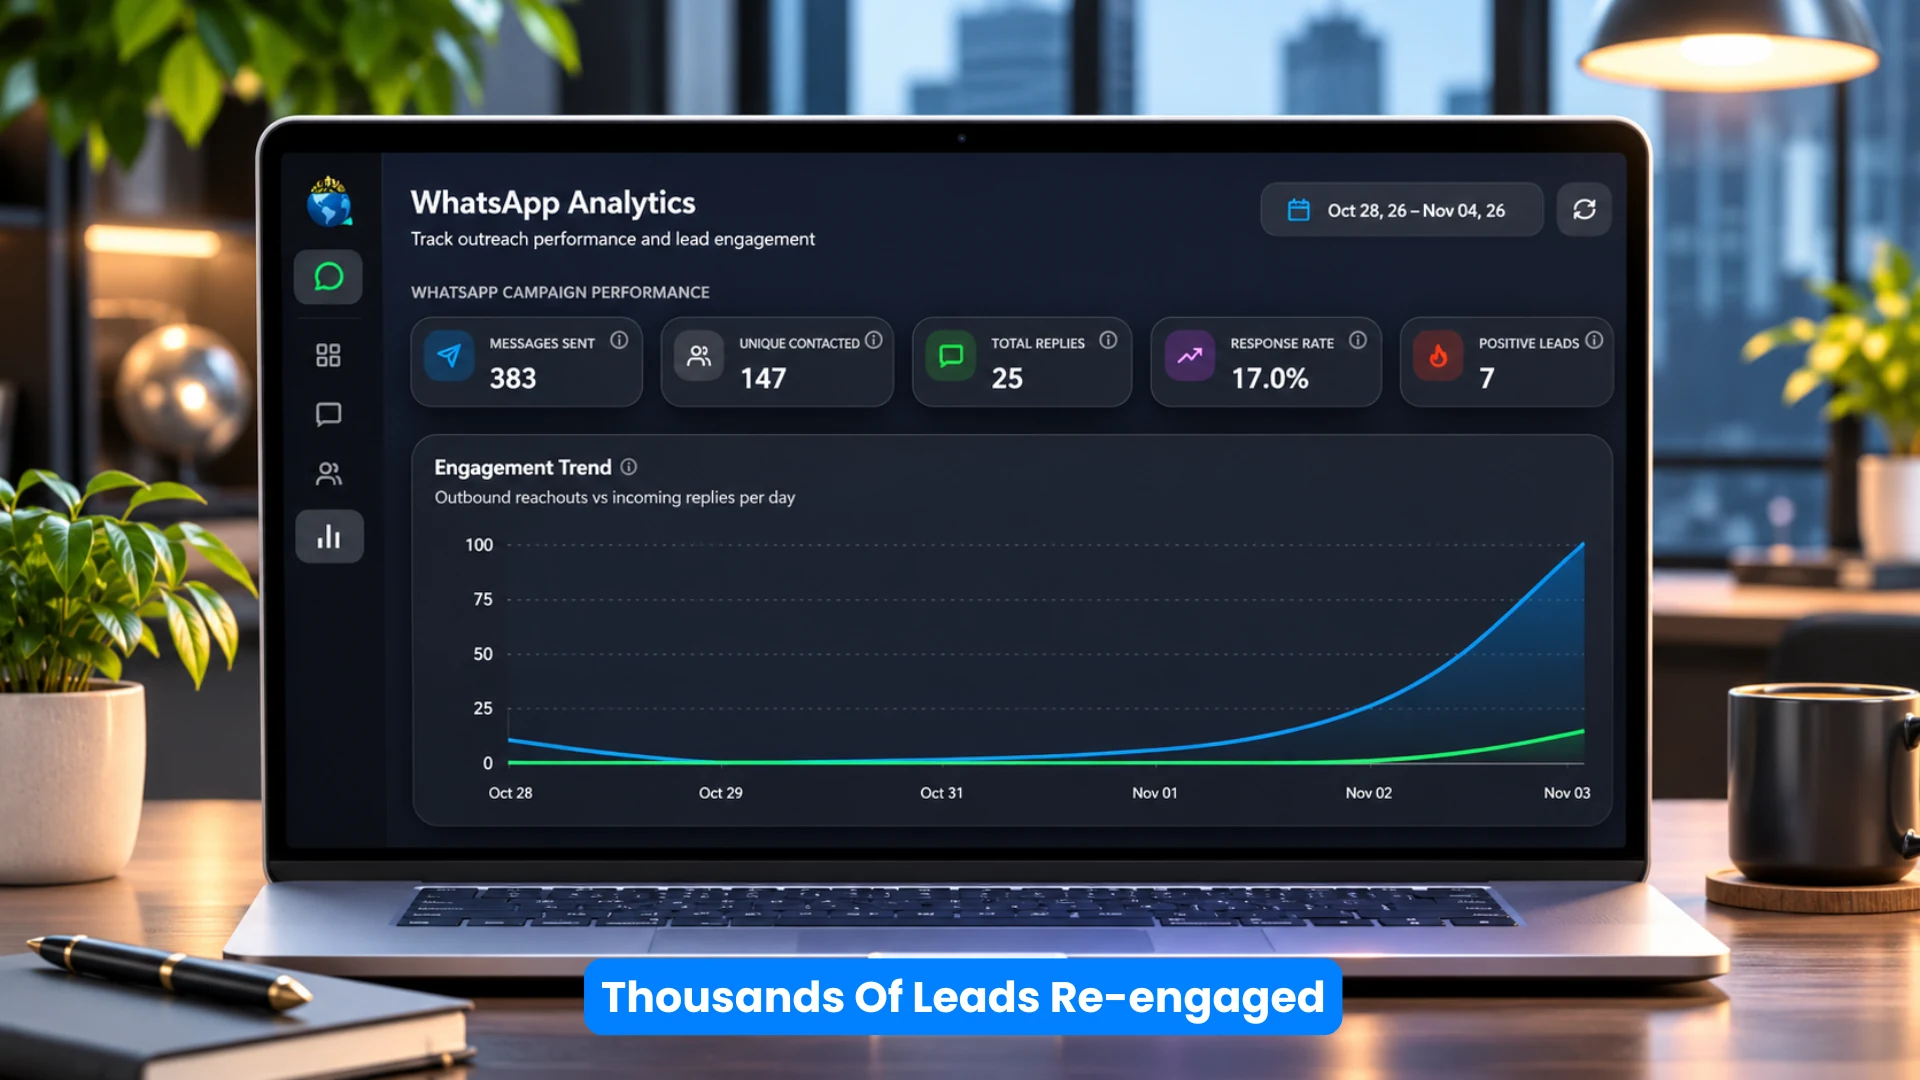 WhatsApp Analytics
Track outreach performance and lead engagement
Oct 28, 26 – Nov 04, 26
WHATSAPP CAMPAIGN PERFORMANCE
MESSAGES SENT
383
UNIQUE CONTACTED
147
TOTAL REPLIES
25
RESPONSE RATE
17.0%
POSITIVE LEADS
7
Engagement Trend
Outbound reachouts vs incoming replies per day
100
75
50
25
0
Oct 28
Oct 29
Oct 31
Nov 01
Nov 02
Nov 03
Thousands Of Leads Re-engaged